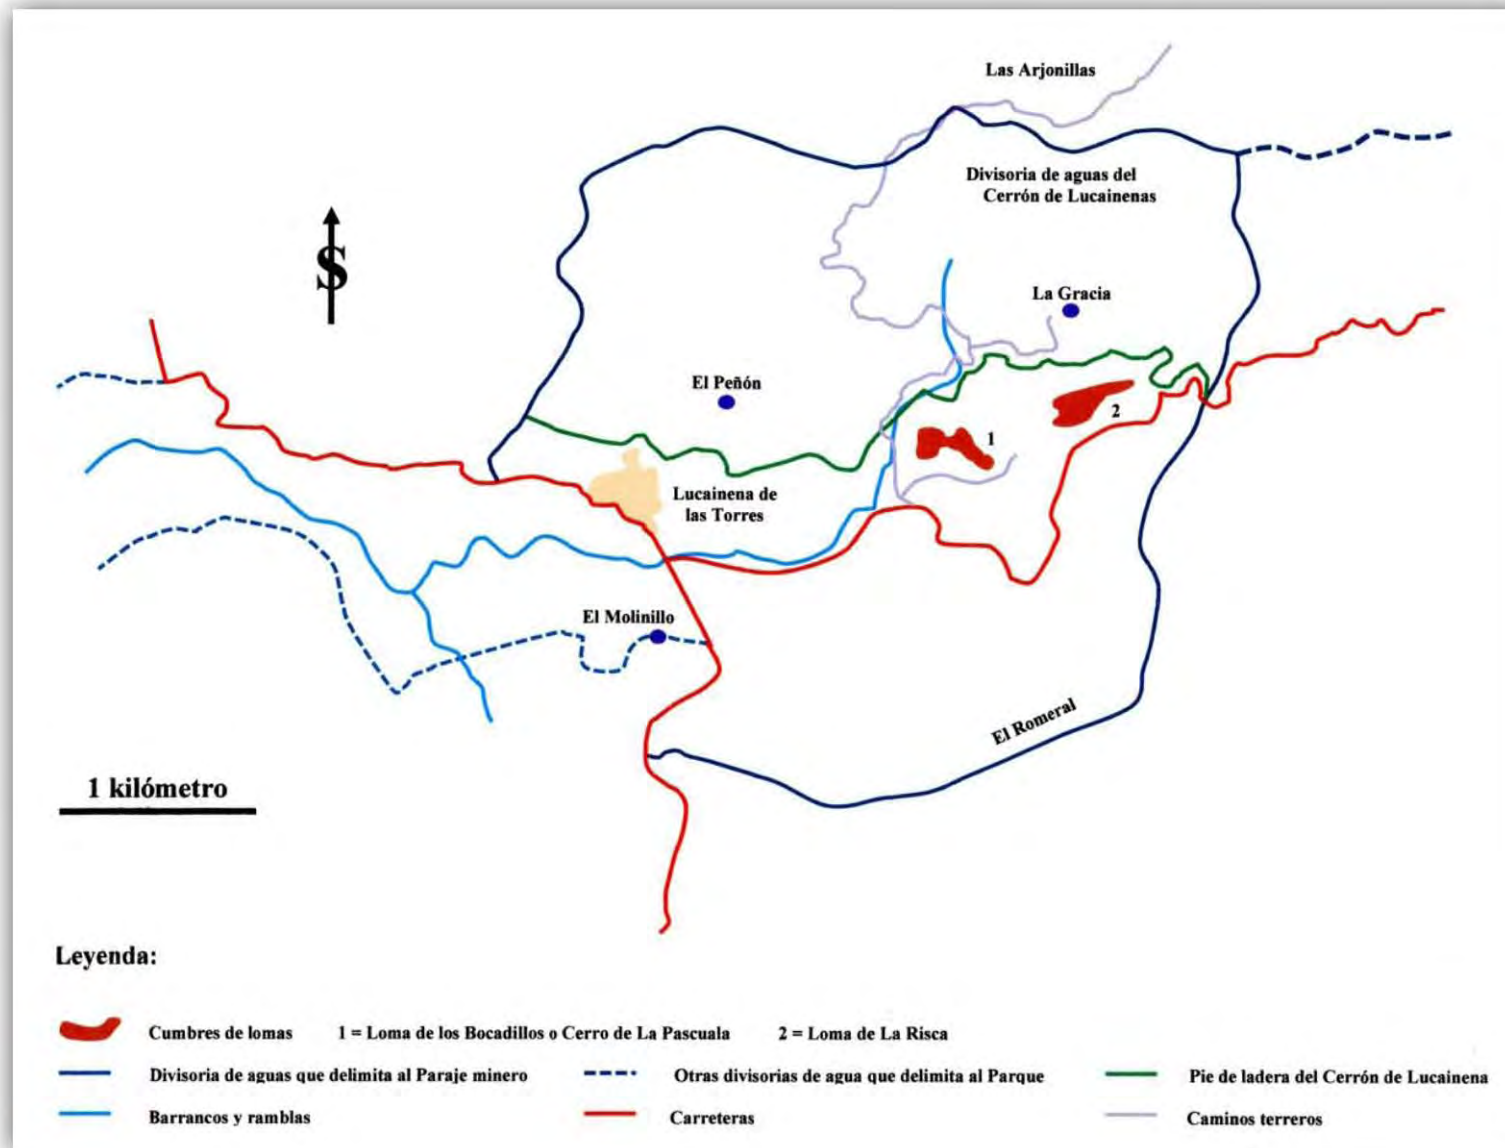 Las Arjonillas
Divisoria de aguas del
Cerrón de Lucainenas
S
La Gracia
El Peñón
2
1
Lucainena de
las Torres
El Molinillo
El Romeral
1 kilómetro
Leyenda:
Cumbres de lomas 1 = Loma de los Bocadillos o Cerro de La Pascuala 2 = Loma de La Risca
Divisoria de aguas que delimita al Paraje minero Otras divisorias de agua que delimita al Parque Pie de ladera del Cerrón de Lucainena
Barrancos y ramblas Carreteras Caminos terreros